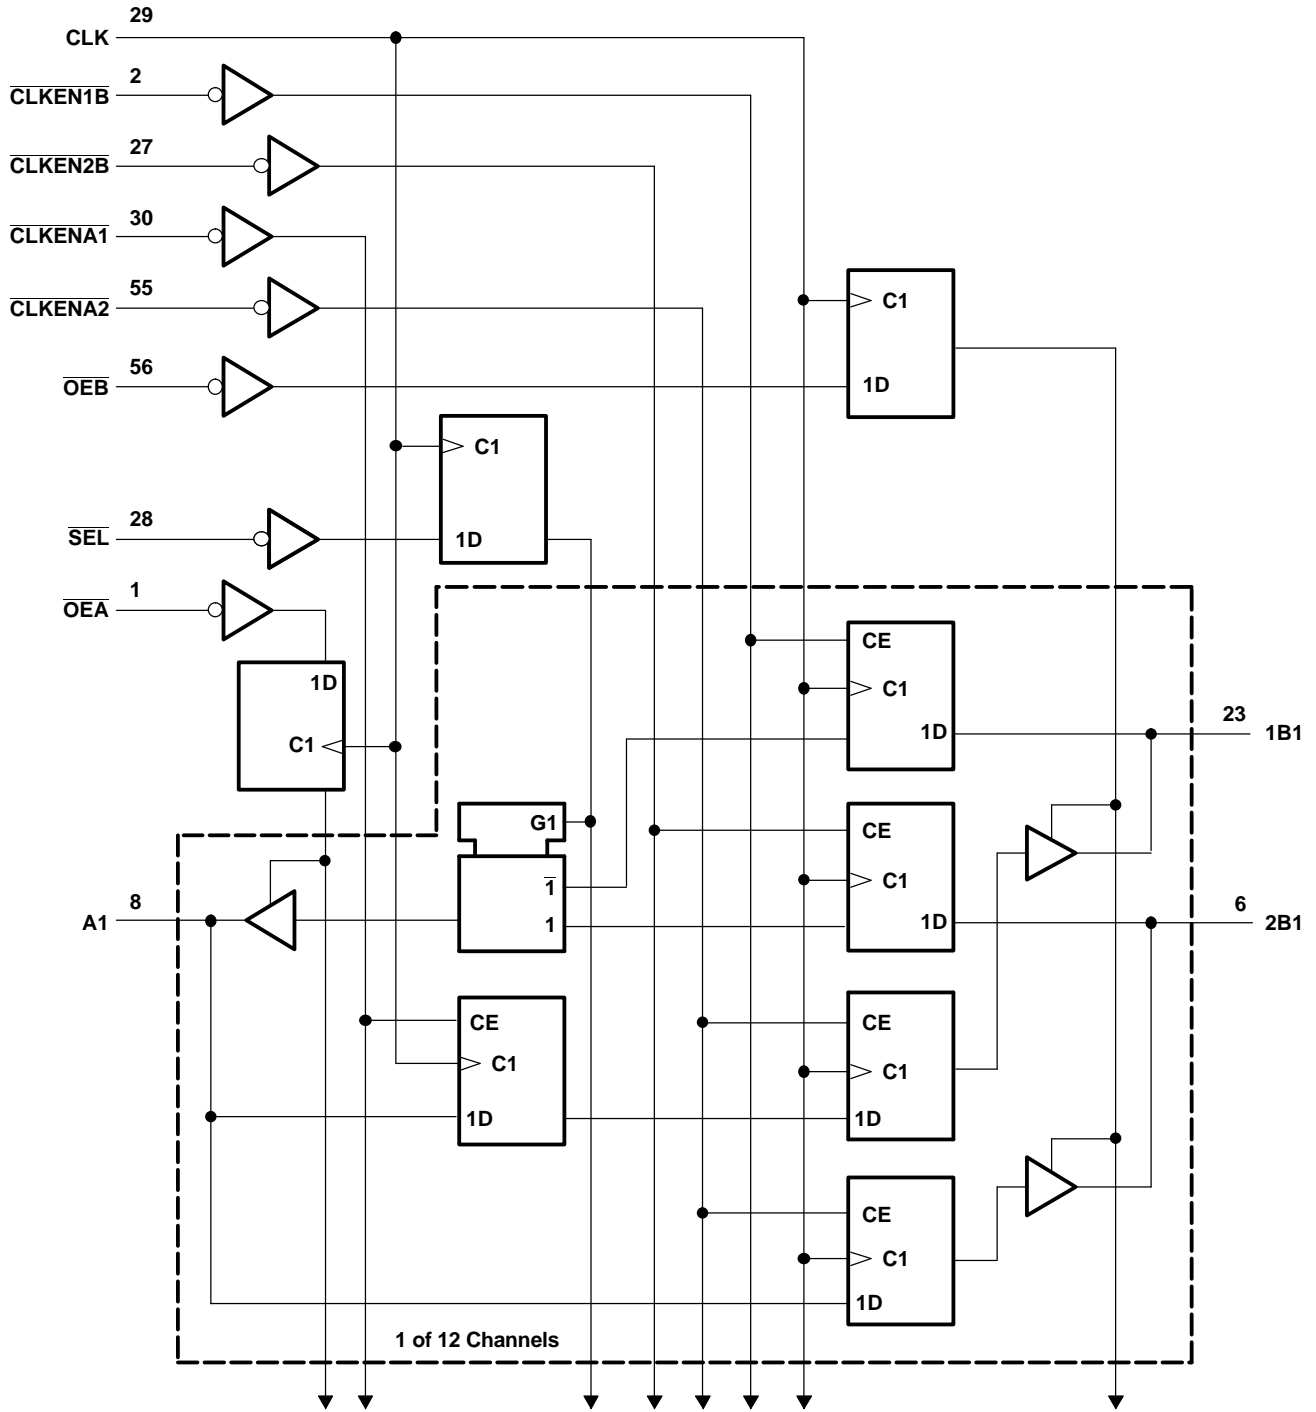 29
CLK
2
CLKEN1B
27
CLKEN2B
30
CLKENA1
55
CLKENA2
C1
56
OEB
1D
C1
28
SEL
1D
1
OEA
CE
1D
C1
23
C1
1D
1B1
G1
CE
1
C1
8
6
A1
1
1D
2B1
CE
CE
C1
C1
1D
1D
CE
C1
1D
1 of 12 Channels